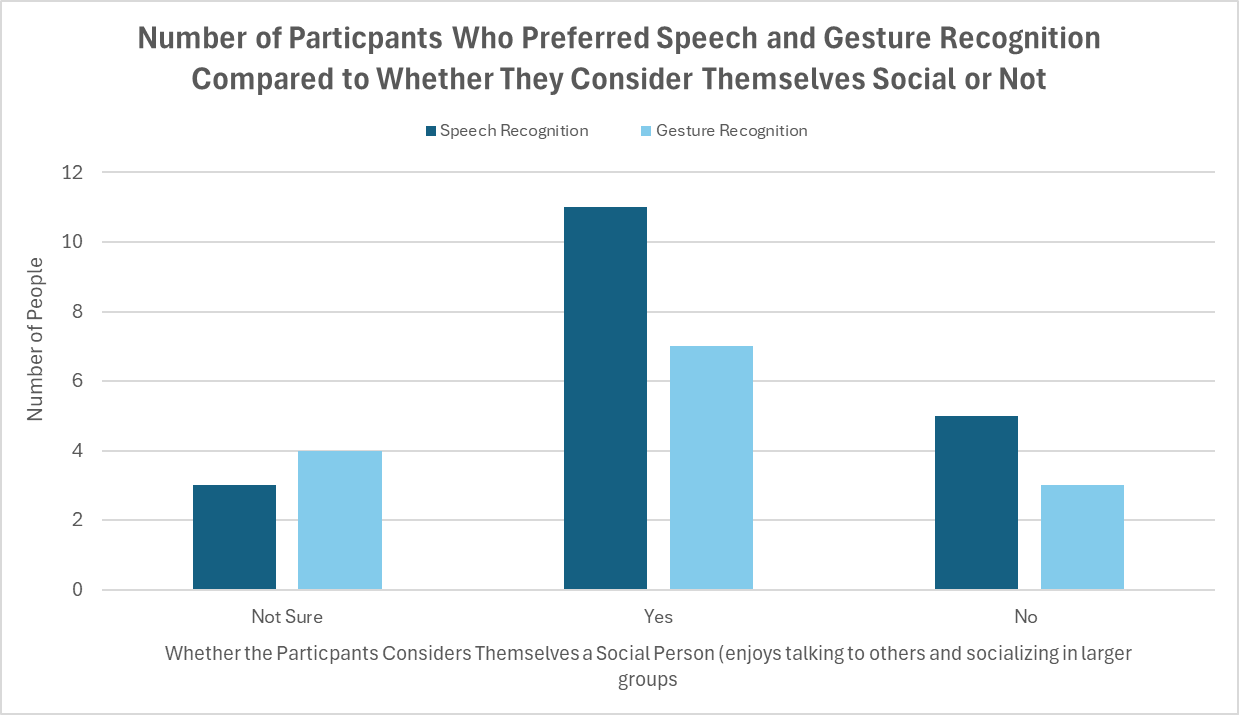 Number of Particpants Who Preferred Speech and Gesture Recognition
Compared to Whether They Consider Themselves Social or Not
Speech Recognition
Gesture Recognition
12
10
8
6
4
2
0
Number of People
Not Sure
Yes
No
Whether the Particpants Considers Themselves a Social Person (enjoys talking to others and socializing in larger
groups